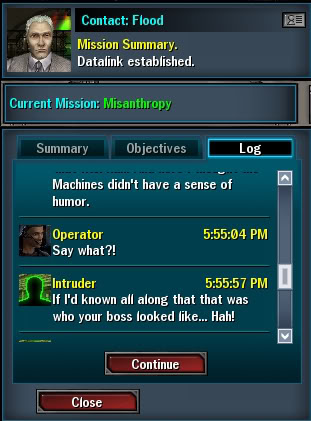 Contact: Flood
Mission Summary.
Datalink established.
Current Mission: Misanthropy
Summary
Objectives
Log
Machines didn't have a sense of
humor.
Operator 5:55:04 PM
Say what?!
Intruder 5:55:57 PM
If I'd known all along that that was
who your boss looked like... Hah!
Continue
Close